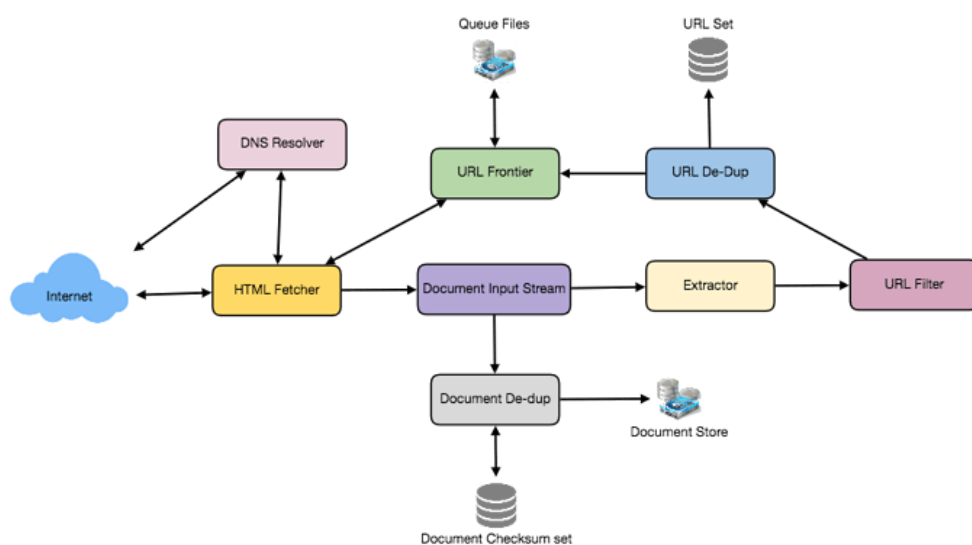 Queue Files
URL Set
DNS Resolver
URL Frontier
URL De-Dup
Internet
HTML Fetcher
Document Input Stream
Extractor
URL Filter
Document De-dup
Document Store
Document Checksum set